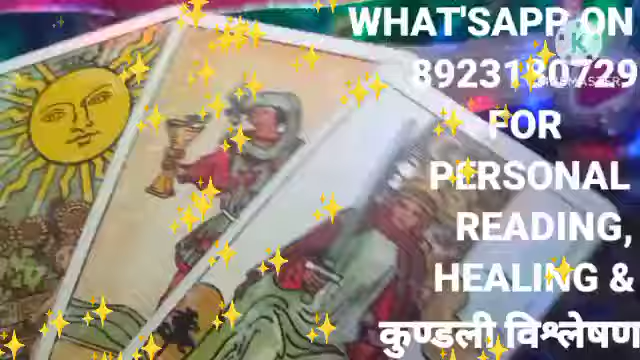 WHAT'SAPP ON
8923180729
FOR
PERSONAL
READING,
HEALING &
कुण्डली विश्लेषण